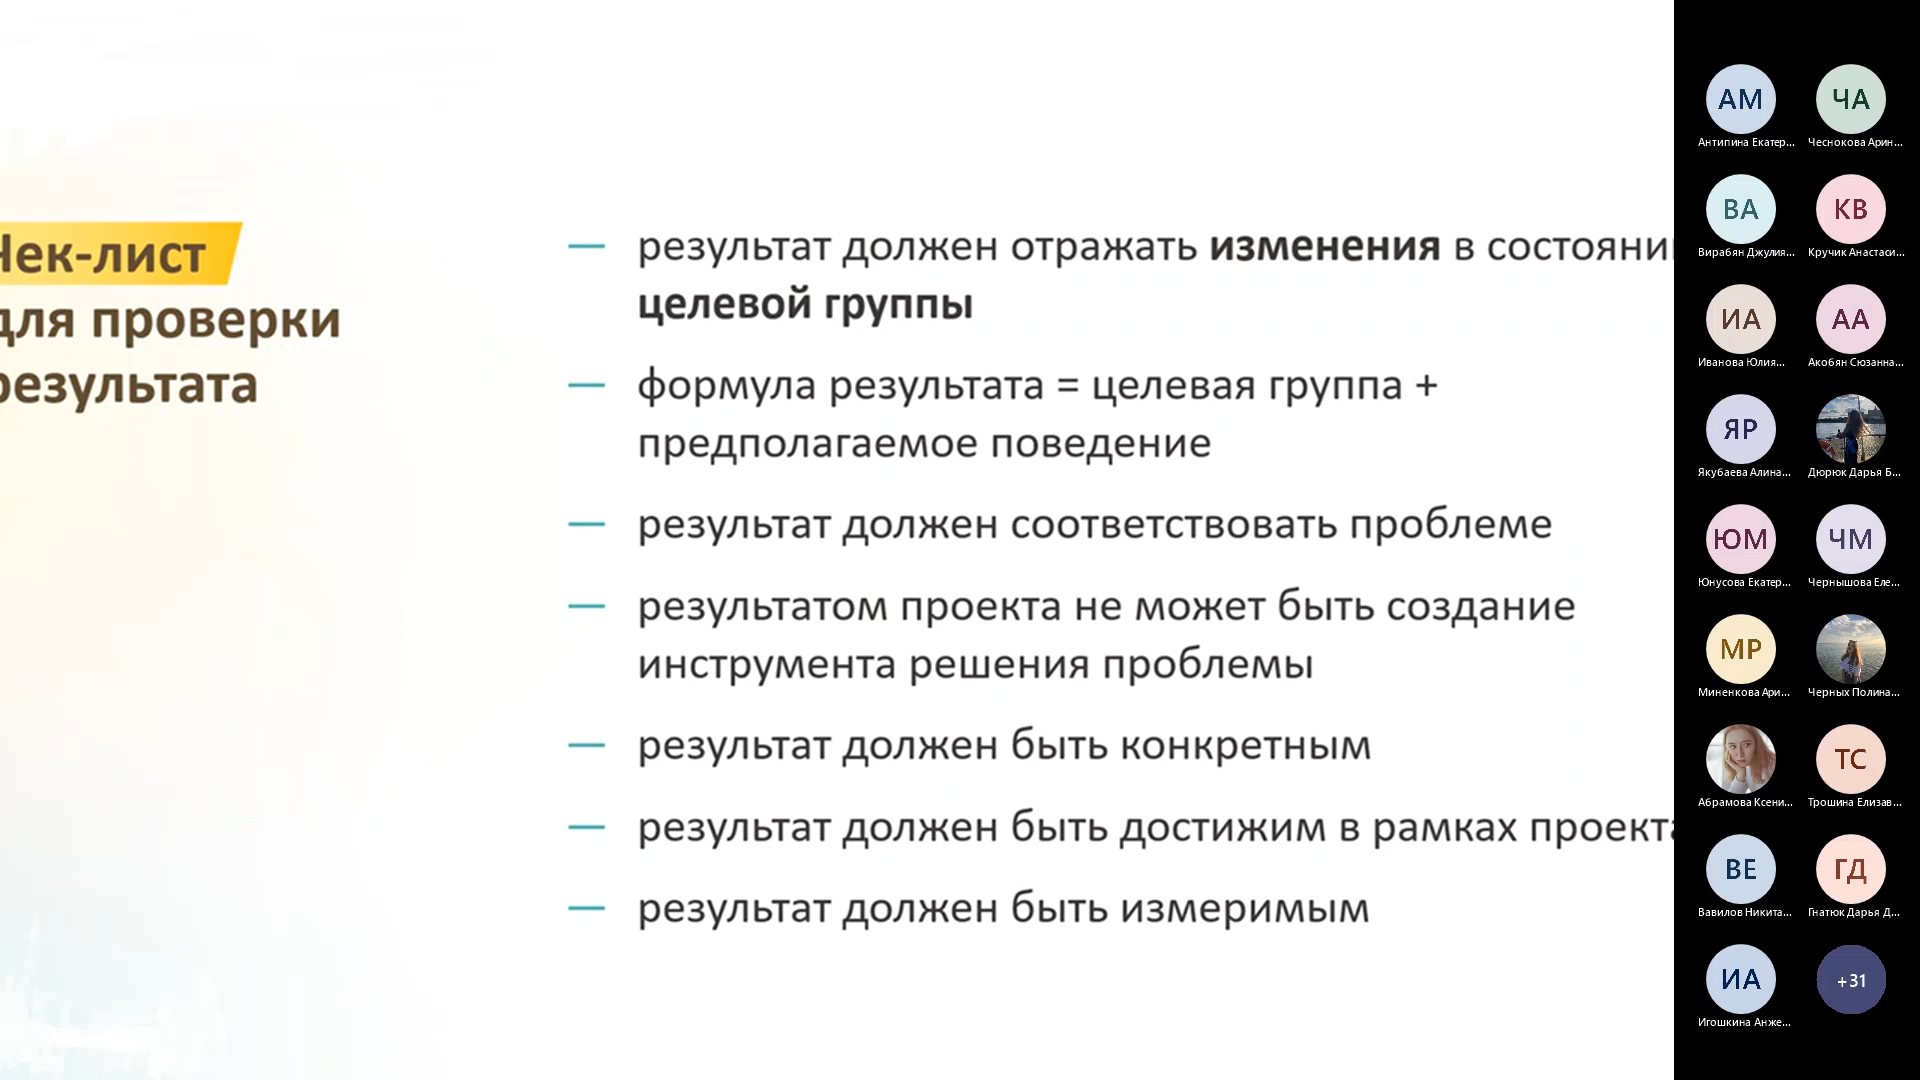 Чек-лист
для проверки
результата
— результат должен отражать изменения в состоянии
целевой группы
— формула результата = целевая группа +
предполагаемое поведение
— результат должен соответствовать проблеме
— результатом проекта не может быть создание
инструмента решения проблемы
— результат должен быть конкретным
— результат должен быть достижим в рамках проекта
— результат должен быть измеримым
АМ
Антипина Екатер...
ЧА
Чеснокова Арин...
ВА
Вирабян Джулия...
КВ
Кручик Анастаси...
ИА
Иванова Юлия...
АА
Акобян Сюзанна...
ЯР
Якубаева Алина...
Дюрюк Дарья Б...
ЮМ
Юнусова Екатер...
ЧМ
Чернышова Еле...
МР
Миненкова Ари...
Черных Полина...
Абрамова Ксени...
ТС
Трошина Елизав...
ВЕ
Вавилов Никита...
ГД
Гнатюк Дарья Д...
ИА
Игошкина Анже...
+31